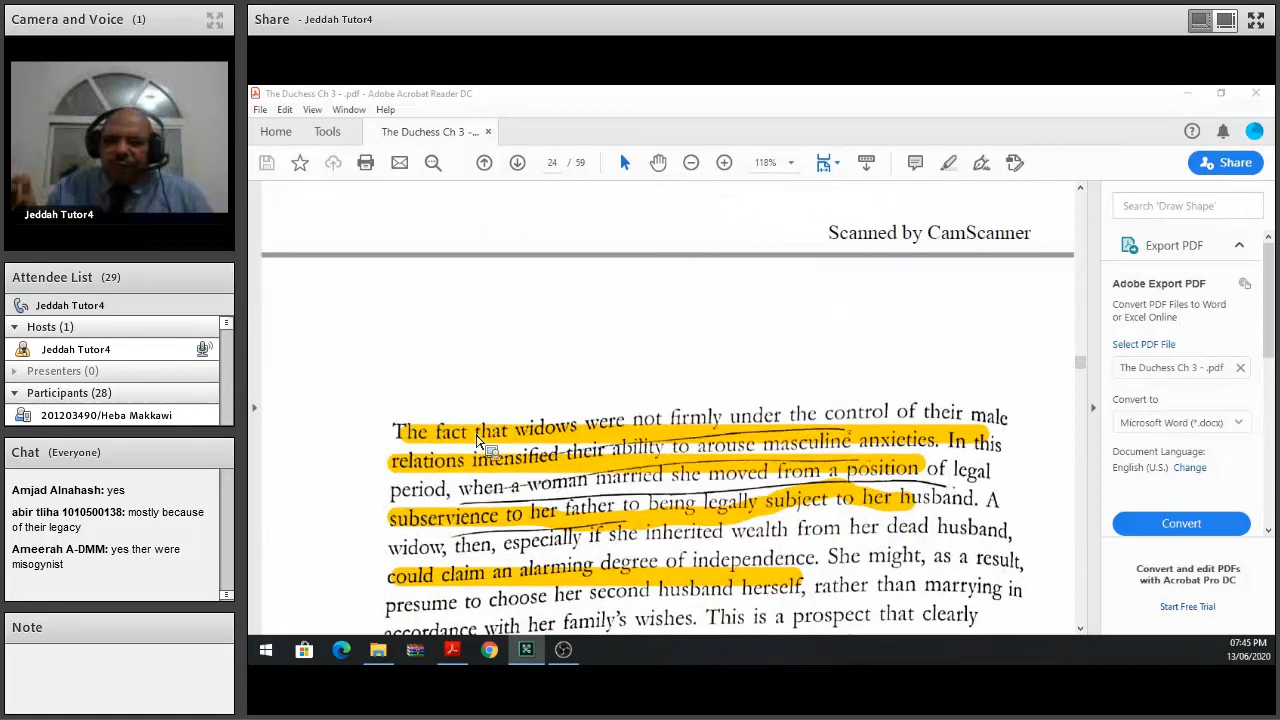 Camera and Voice (1)
Jeddah Tutor4
Attendee List (29)
Jeddah Tutor4
Hosts (1)
Jeddah Tutor4
Presenters (0)
Participants (28)
201203490/Heba Makkawi
Chat (Everyone)
Amjad Alnahash: yes
abir tiha 1010500138: mostly because
of their legacy
Ameerah A-DMM: yes ther were
misogynist
Note
Share - Jeddah Tutor4
The Duchess Ch 3 - .pdf - Adobe Acrobat Reader DC
File Edit View Window Help
Home Tools The Duchess Ch 3 -...
24 / 59
118%
Share
Scanned by CamScanner
The fact that widows were not firmly under the control of their male
relations intensified their ability to arouse masculine anxieties. In this
period, when a woman married she moved from a position of legal
subservience to her father to being legally subject to her husband. A
widow, then, especially if she inherited wealth from her dead husband,
could claim an alarming degree of independence. She might, as a result,
presume to choose her second husband herself, rather than marrying in
accordance with her family's wishes. This is a prospect that clearly
Search 'Draw Shape'
Export PDF
Adobe Export PDF
Convert PDF Files to Word
or Excel Online
Select PDF File
The Duchess Ch 3 - .pdf
Convert to
Microsoft Word (*.docx)
Document Language:
English (U.S.) Change
Convert
Convert and edit PDFs
with Acrobat Pro DC
Start Free Trial
07:45 PM
13/06/2020